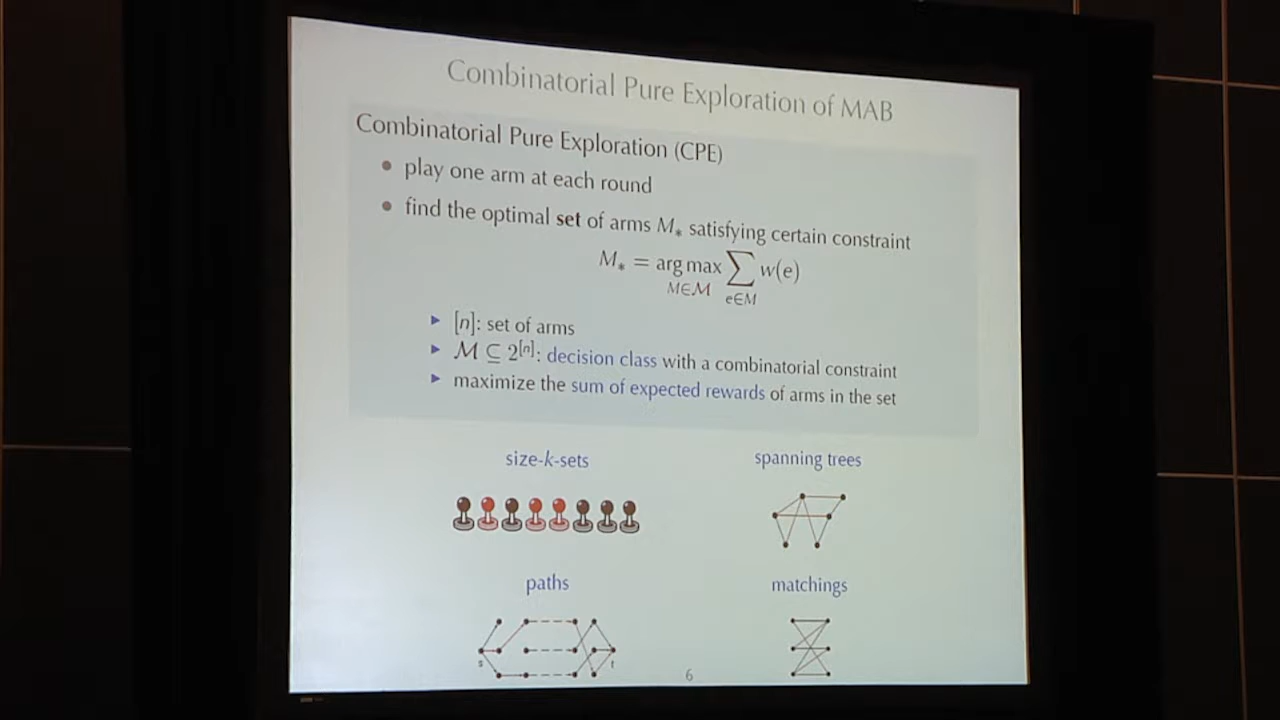 Combinatorial Pure Exploration of MAB
Combinatorial Pure Exploration (CPE)
• play one arm at each round
• find the optimal set of arms M∗ satisfying certain constraint
M∗ = arg max ∑ w(e)
M∈ℳ e∈M
▶ [n]: set of arms
▶ ℳ ⊆ 2^[n]: decision class with a combinatorial constraint
▶ maximize the sum of expected rewards of arms in the set
size-k-sets
spanning trees
paths
matchings
s
t
6